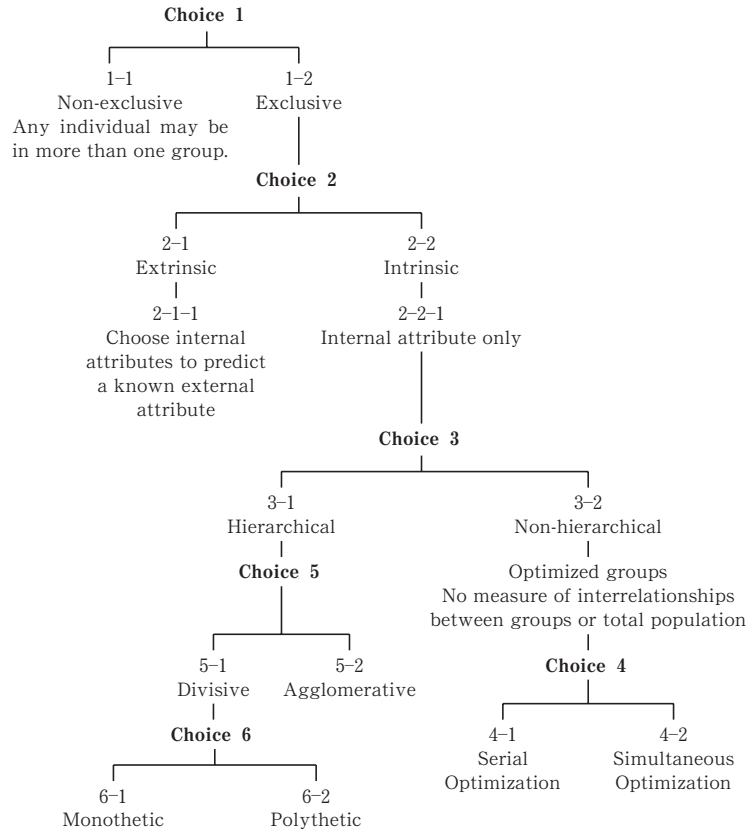 Choice 1
1–1
Non-exclusive
Any individual may be
in more than one group.
1–2
Exclusive
Choice 2
2–1
Extrinsic
2–1–1
Choose internal
attributes to predict
a known external
attribute
2–2
Intrinsic
2–2–1
Internal attribute only
Choice 3
3–1
Hierarchical
Choice 5
3–2
Non-hierarchical
Optimized groups
No measure of interrelationships
between groups or total population
Choice 4
5–1
Divisive
5–2
Agglomerative
Choice 6
4–1
Serial
Optimization
4–2
Simultaneous
Optimization
6–1
Monothetic
6–2
Polythetic